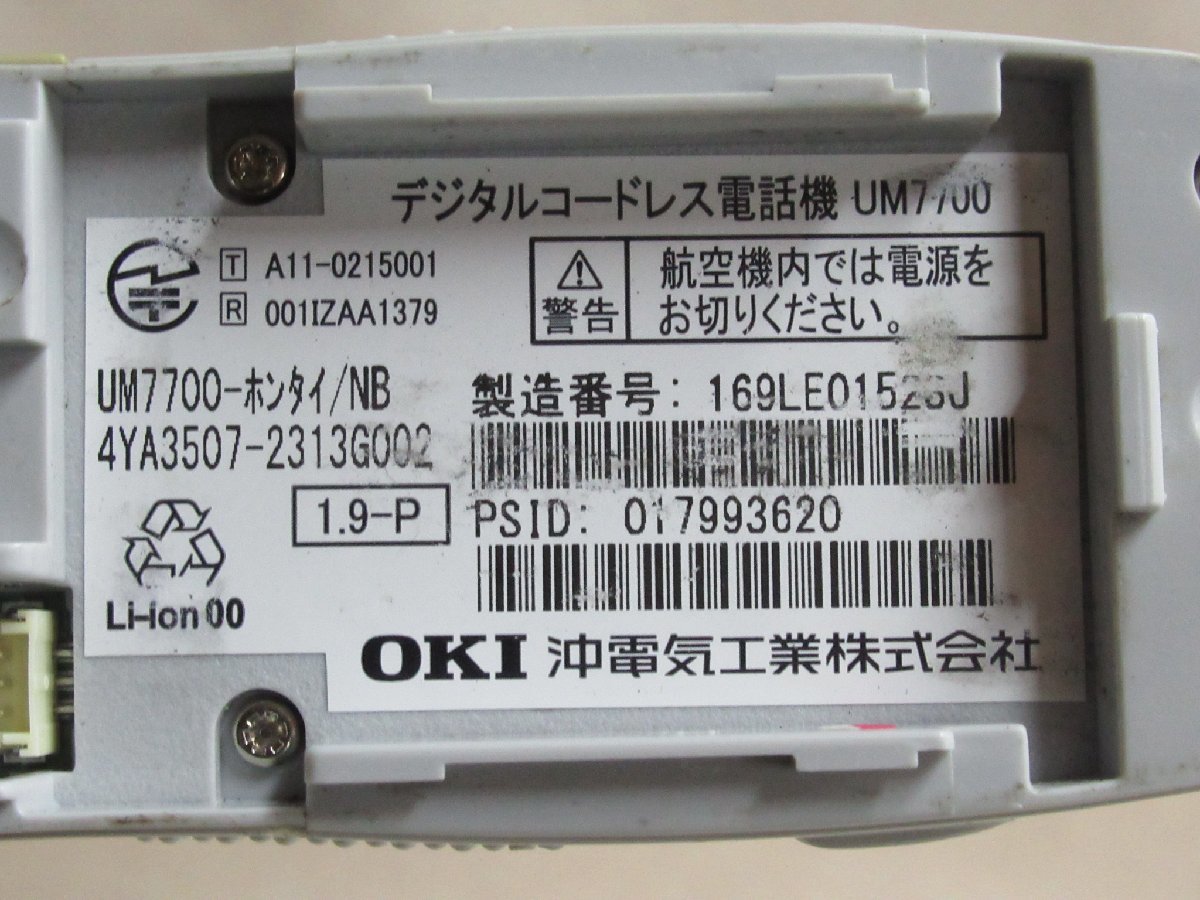 デジタルコードレス電話機 UM7700
T A11-0215001
R 001IZAA1379
警告
航空機内では電源を
お切りください。
UM7700-ホンタイ/NB
4YA3507-2313G002
製造番号: 169LE01526J
1.9-P
PSID: 017993620
Li-ion 00
OKI 沖電気工業株式会社